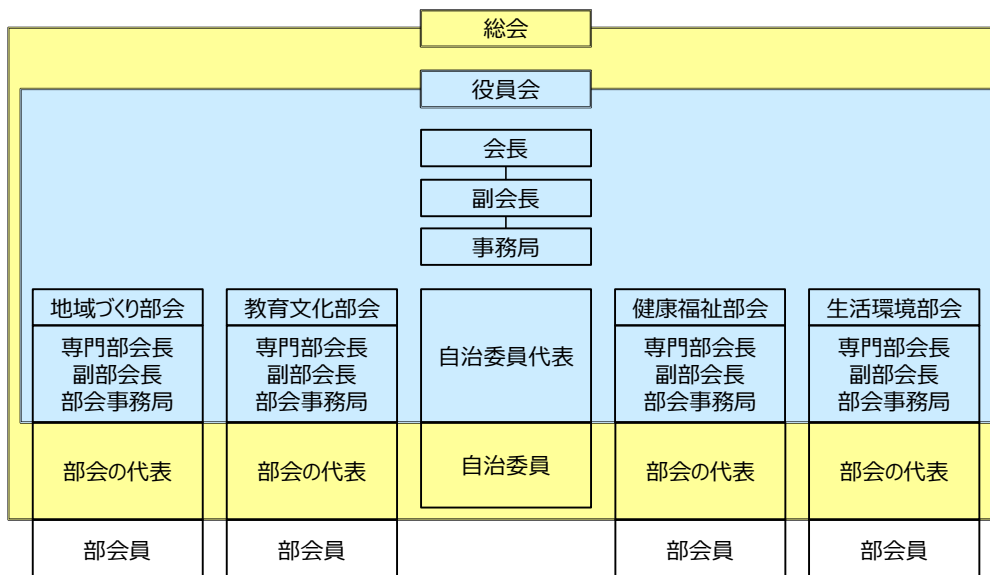 総会
役員会
会長
副会長
事務局
地域づくり部会
専門部会長
副部会長
部会事務局
部会の代表
部会員
教育文化部会
専門部会長
副部会長
部会事務局
部会の代表
部会員
自治委員代表
自治委員
健康福祉部会
専門部会長
副部会長
部会事務局
部会の代表
部会員
生活環境部会
専門部会長
副部会長
部会事務局
部会の代表
部会員